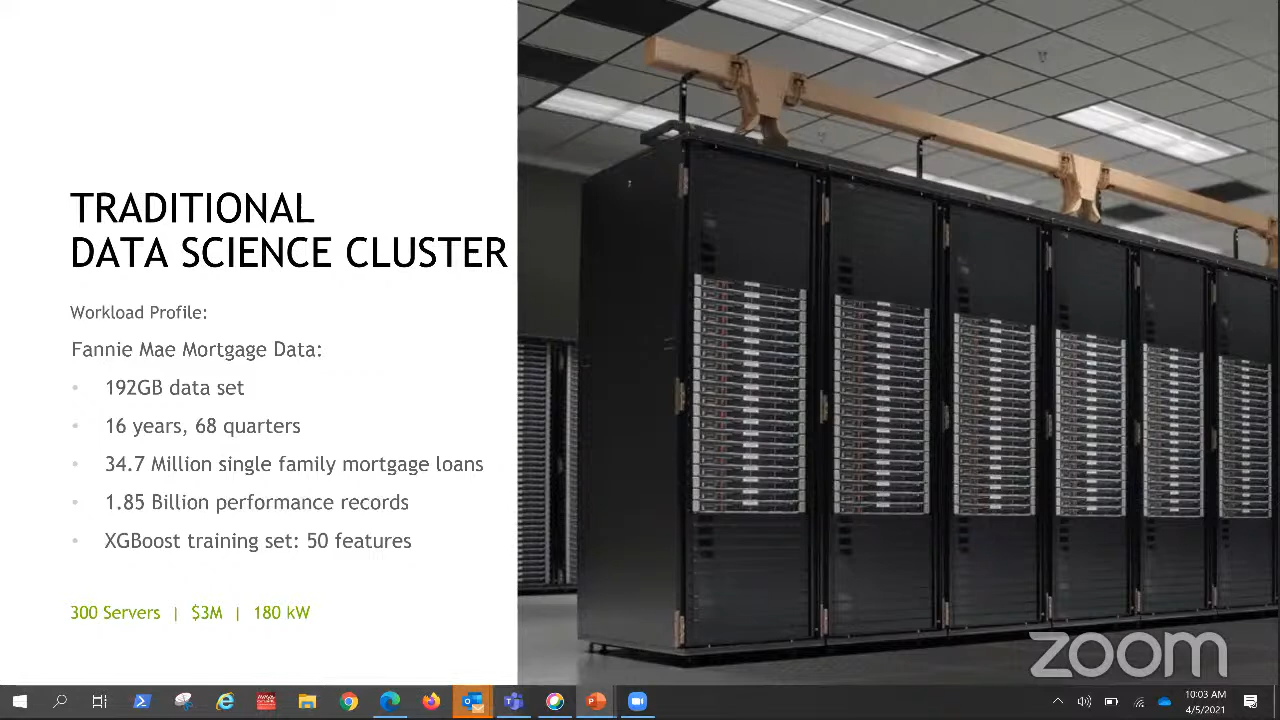 TRADITIONAL
DATA SCIENCE CLUSTER
Workload Profile:
Fannie Mae Mortgage Data:
• 192GB data set
• 16 years, 68 quarters
• 34.7 Million single family mortgage loans
• 1.85 Billion performance records
• XGBoost training set: 50 features
300 Servers | $3M | 180 kW
zoom
10:03 AM
4/5/2021